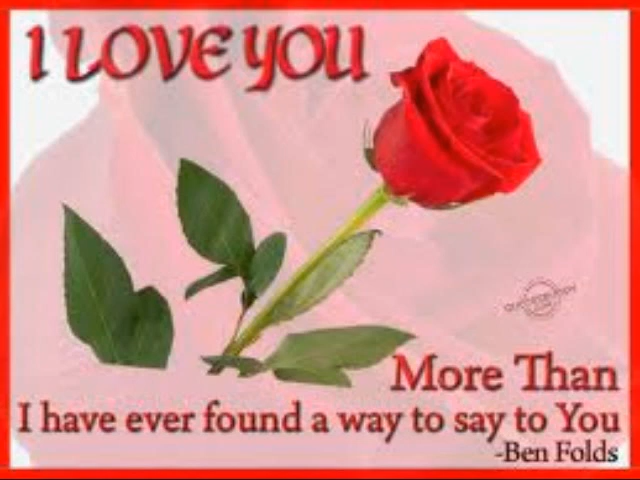 I LOVE YOU
More Than
I have ever found a way to say to You
-Ben Folds